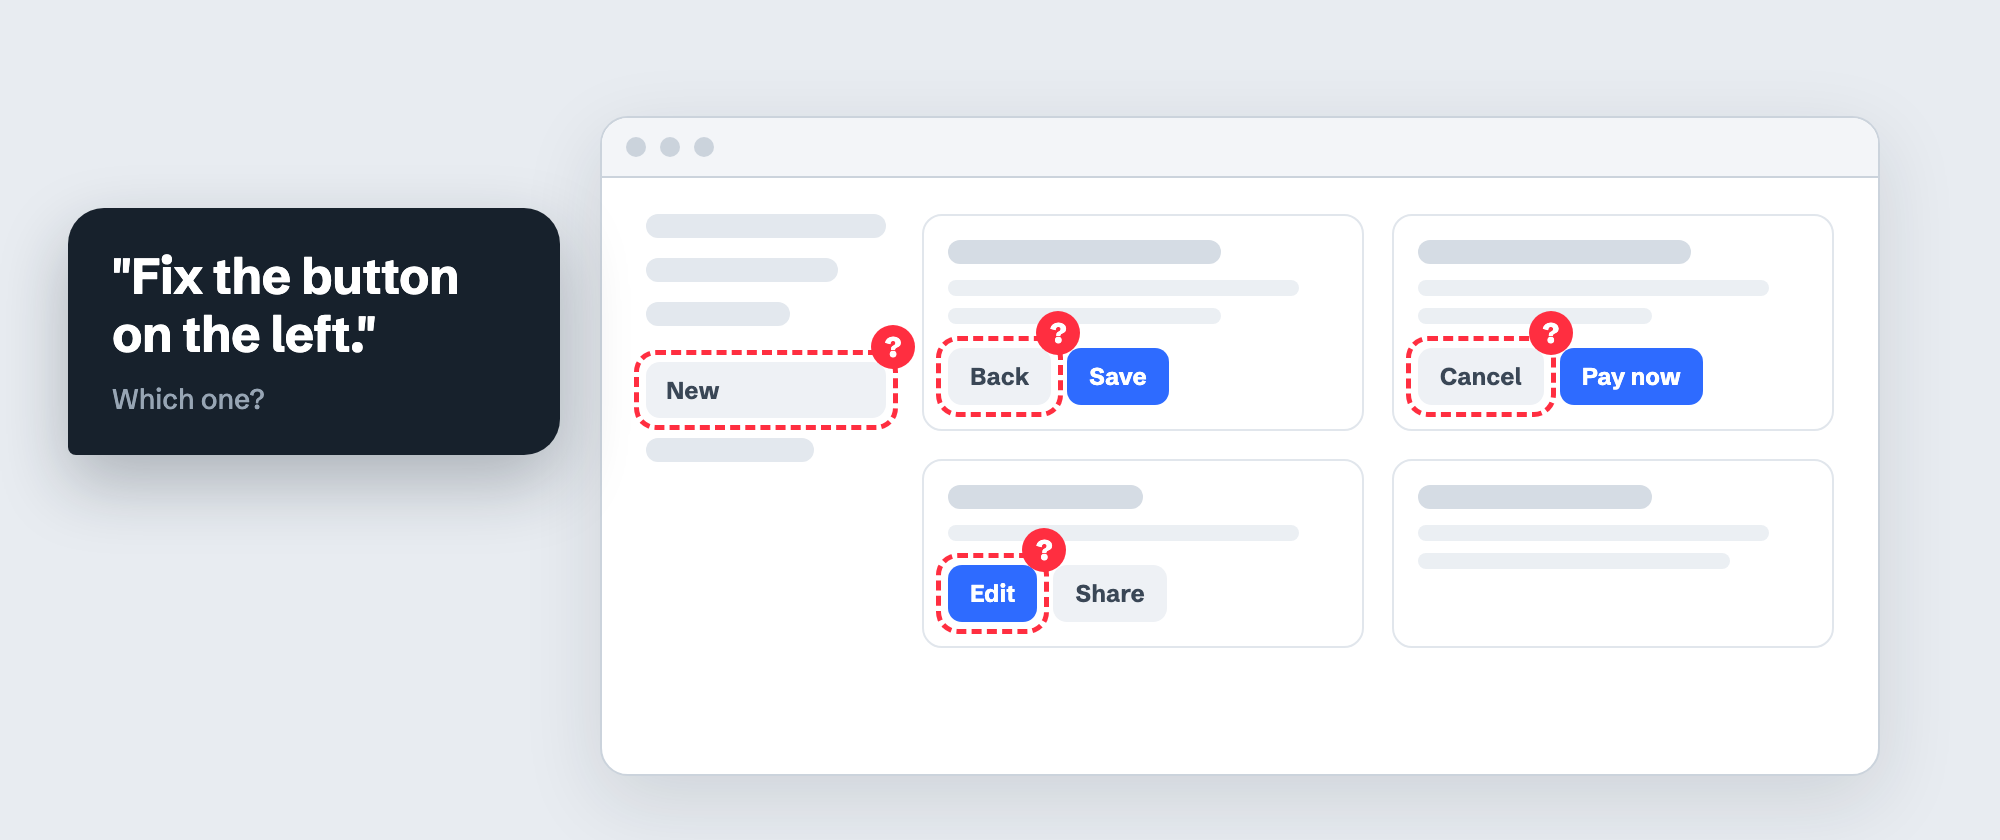 "Fix the button
on the left."
Which one?
?
New
?
Back
Save
?
Cancel
Pay now
?
Edit
Share